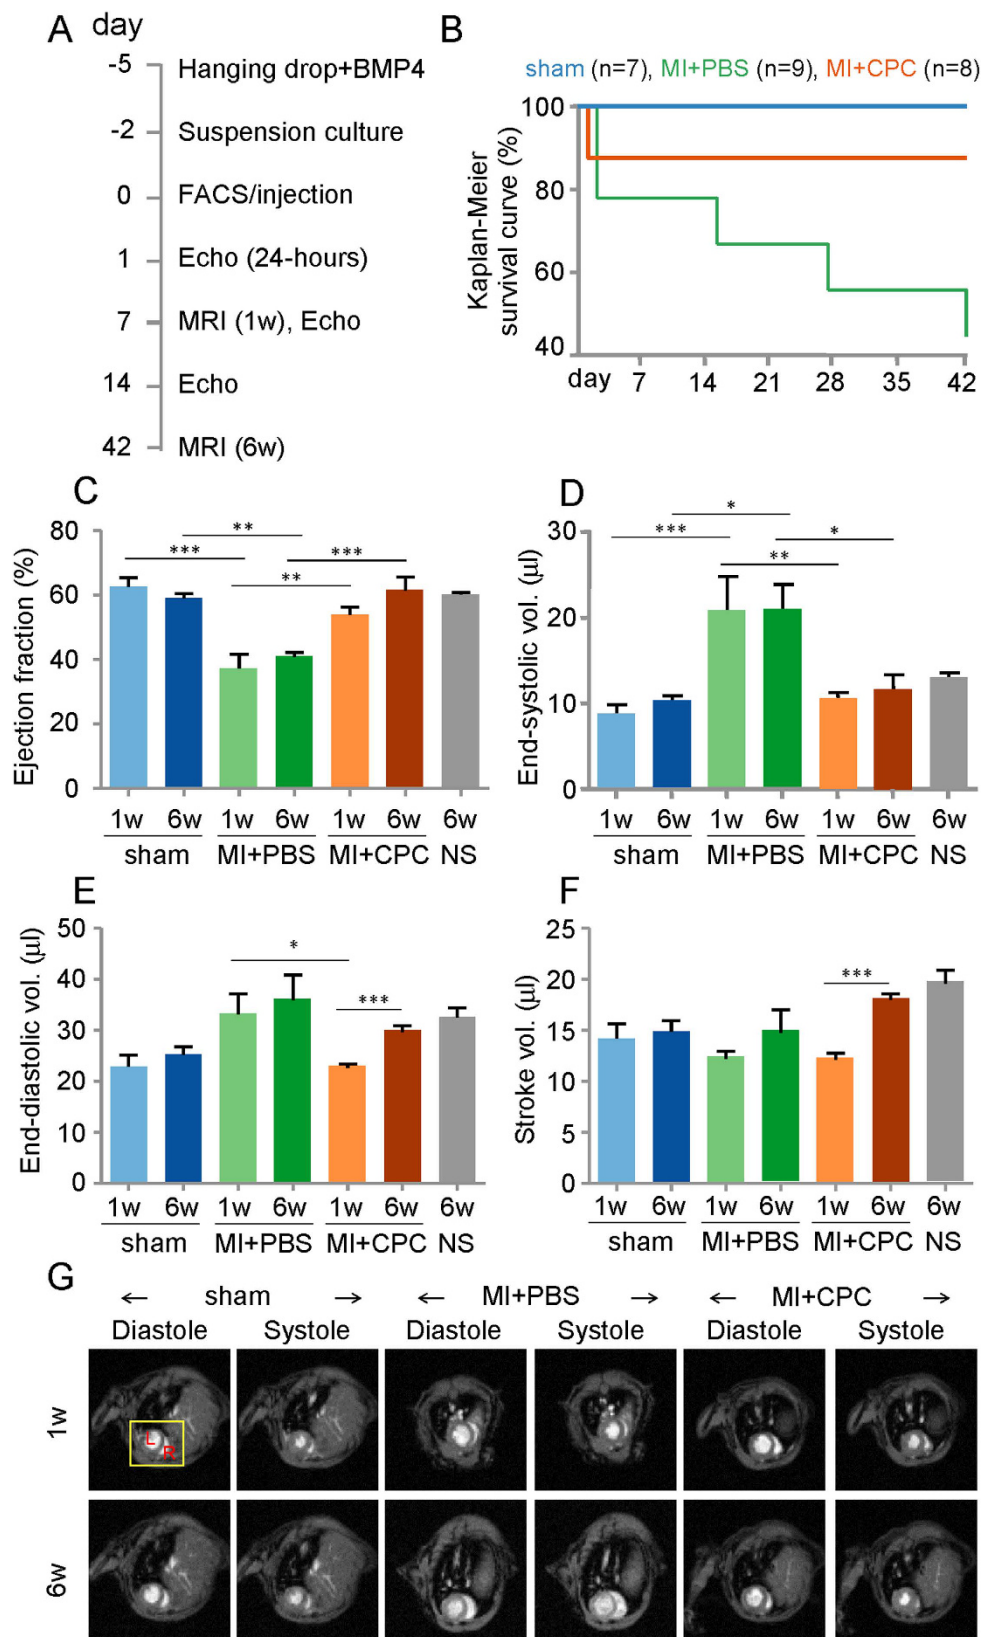 A day
-5 Hanging drop+BMP4
-2 Suspension culture
0 FACS/injection
1 Echo (24-hours)
7 MRI (1w), Echo
14 Echo
42 MRI (6w)
B
sham (n=7), MI+PBS (n=9), MI+CPC (n=8)
Kaplan-Meier
survival curve (%)
100
80
60
40
day 7 14 21 28 35 42
C
Ejection fraction (%)
80
60
40
20
0
**
***
***
**
1w 6w 1w 6w 1w 6w 6w
sham MI+PBS MI+CPC NS
D
End-systolic vol. (µl)
30
20
10
0
*
***
*
**
1w 6w 1w 6w 1w 6w 6w
sham MI+PBS MI+CPC NS
E
End-diastolic vol. (µl)
50
40
30
20
10
0
*
***
1w 6w 1w 6w 1w 6w 6w
sham MI+PBS MI+CPC NS
F
Stroke vol. (µl)
25
20
15
10
5
0
***
1w 6w 1w 6w 1w 6w 6w
sham MI+PBS MI+CPC NS
G
← sham → ← MI+PBS → ← MI+CPC →
Diastole Systole Diastole Systole Diastole Systole
1w
L
R
6w